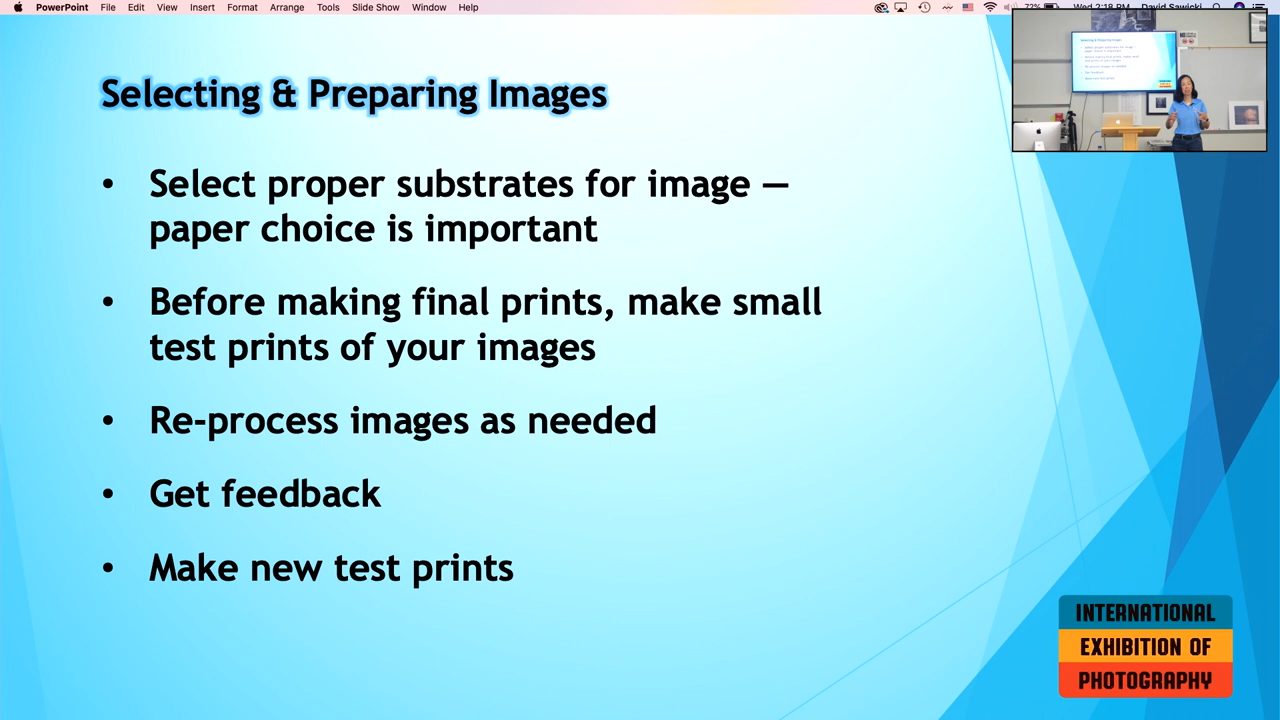 PowerPoint File Edit View Insert Format Arrange Tools Slide Show Window Help 72% Wed 2:18 PM David Sawicki
Selecting & Preparing Images
• Select proper substrates for image —
paper choice is important
• Before making final prints, make small
test prints of your images
• Re-process images as needed
• Get feedback
• Make new test prints
INTERNATIONAL
EXHIBITION OF
PHOTOGRAPHY